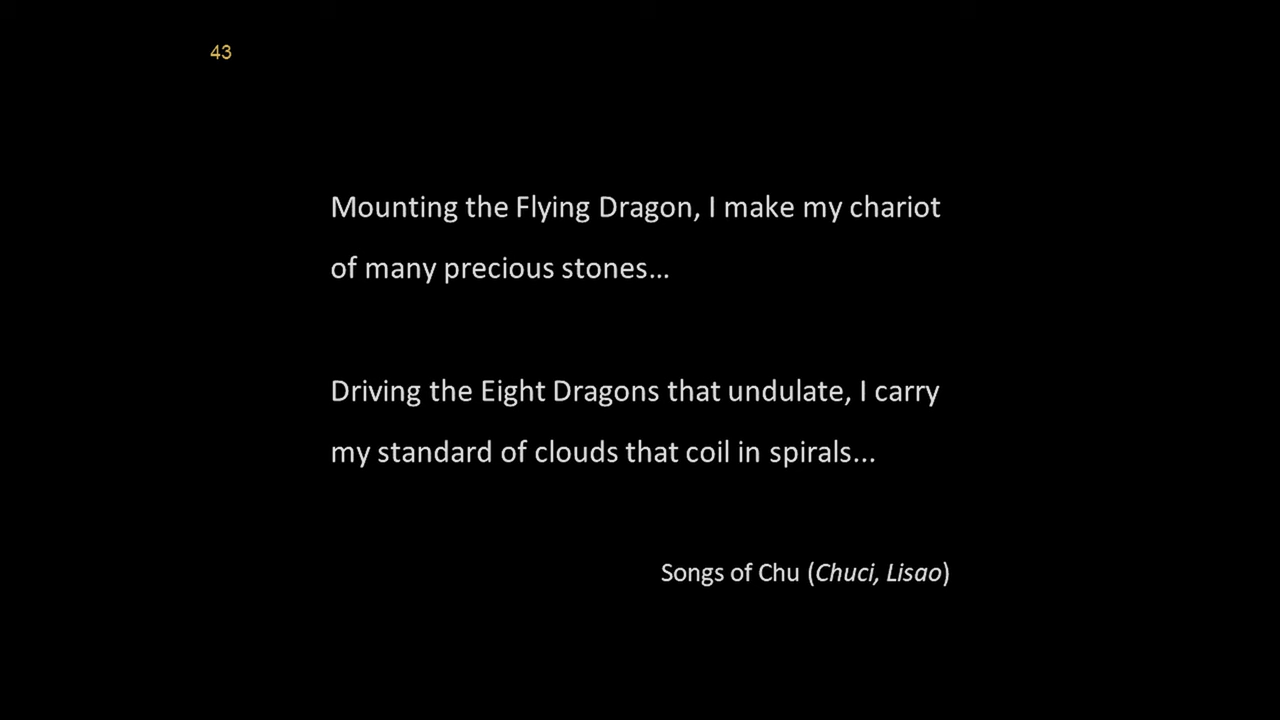 43
Mounting the Flying Dragon, I make my chariot
of many precious stones...
Driving the Eight Dragons that undulate, I carry
my standard of clouds that coil in spirals...
Songs of Chu (Chuci, Lisao)